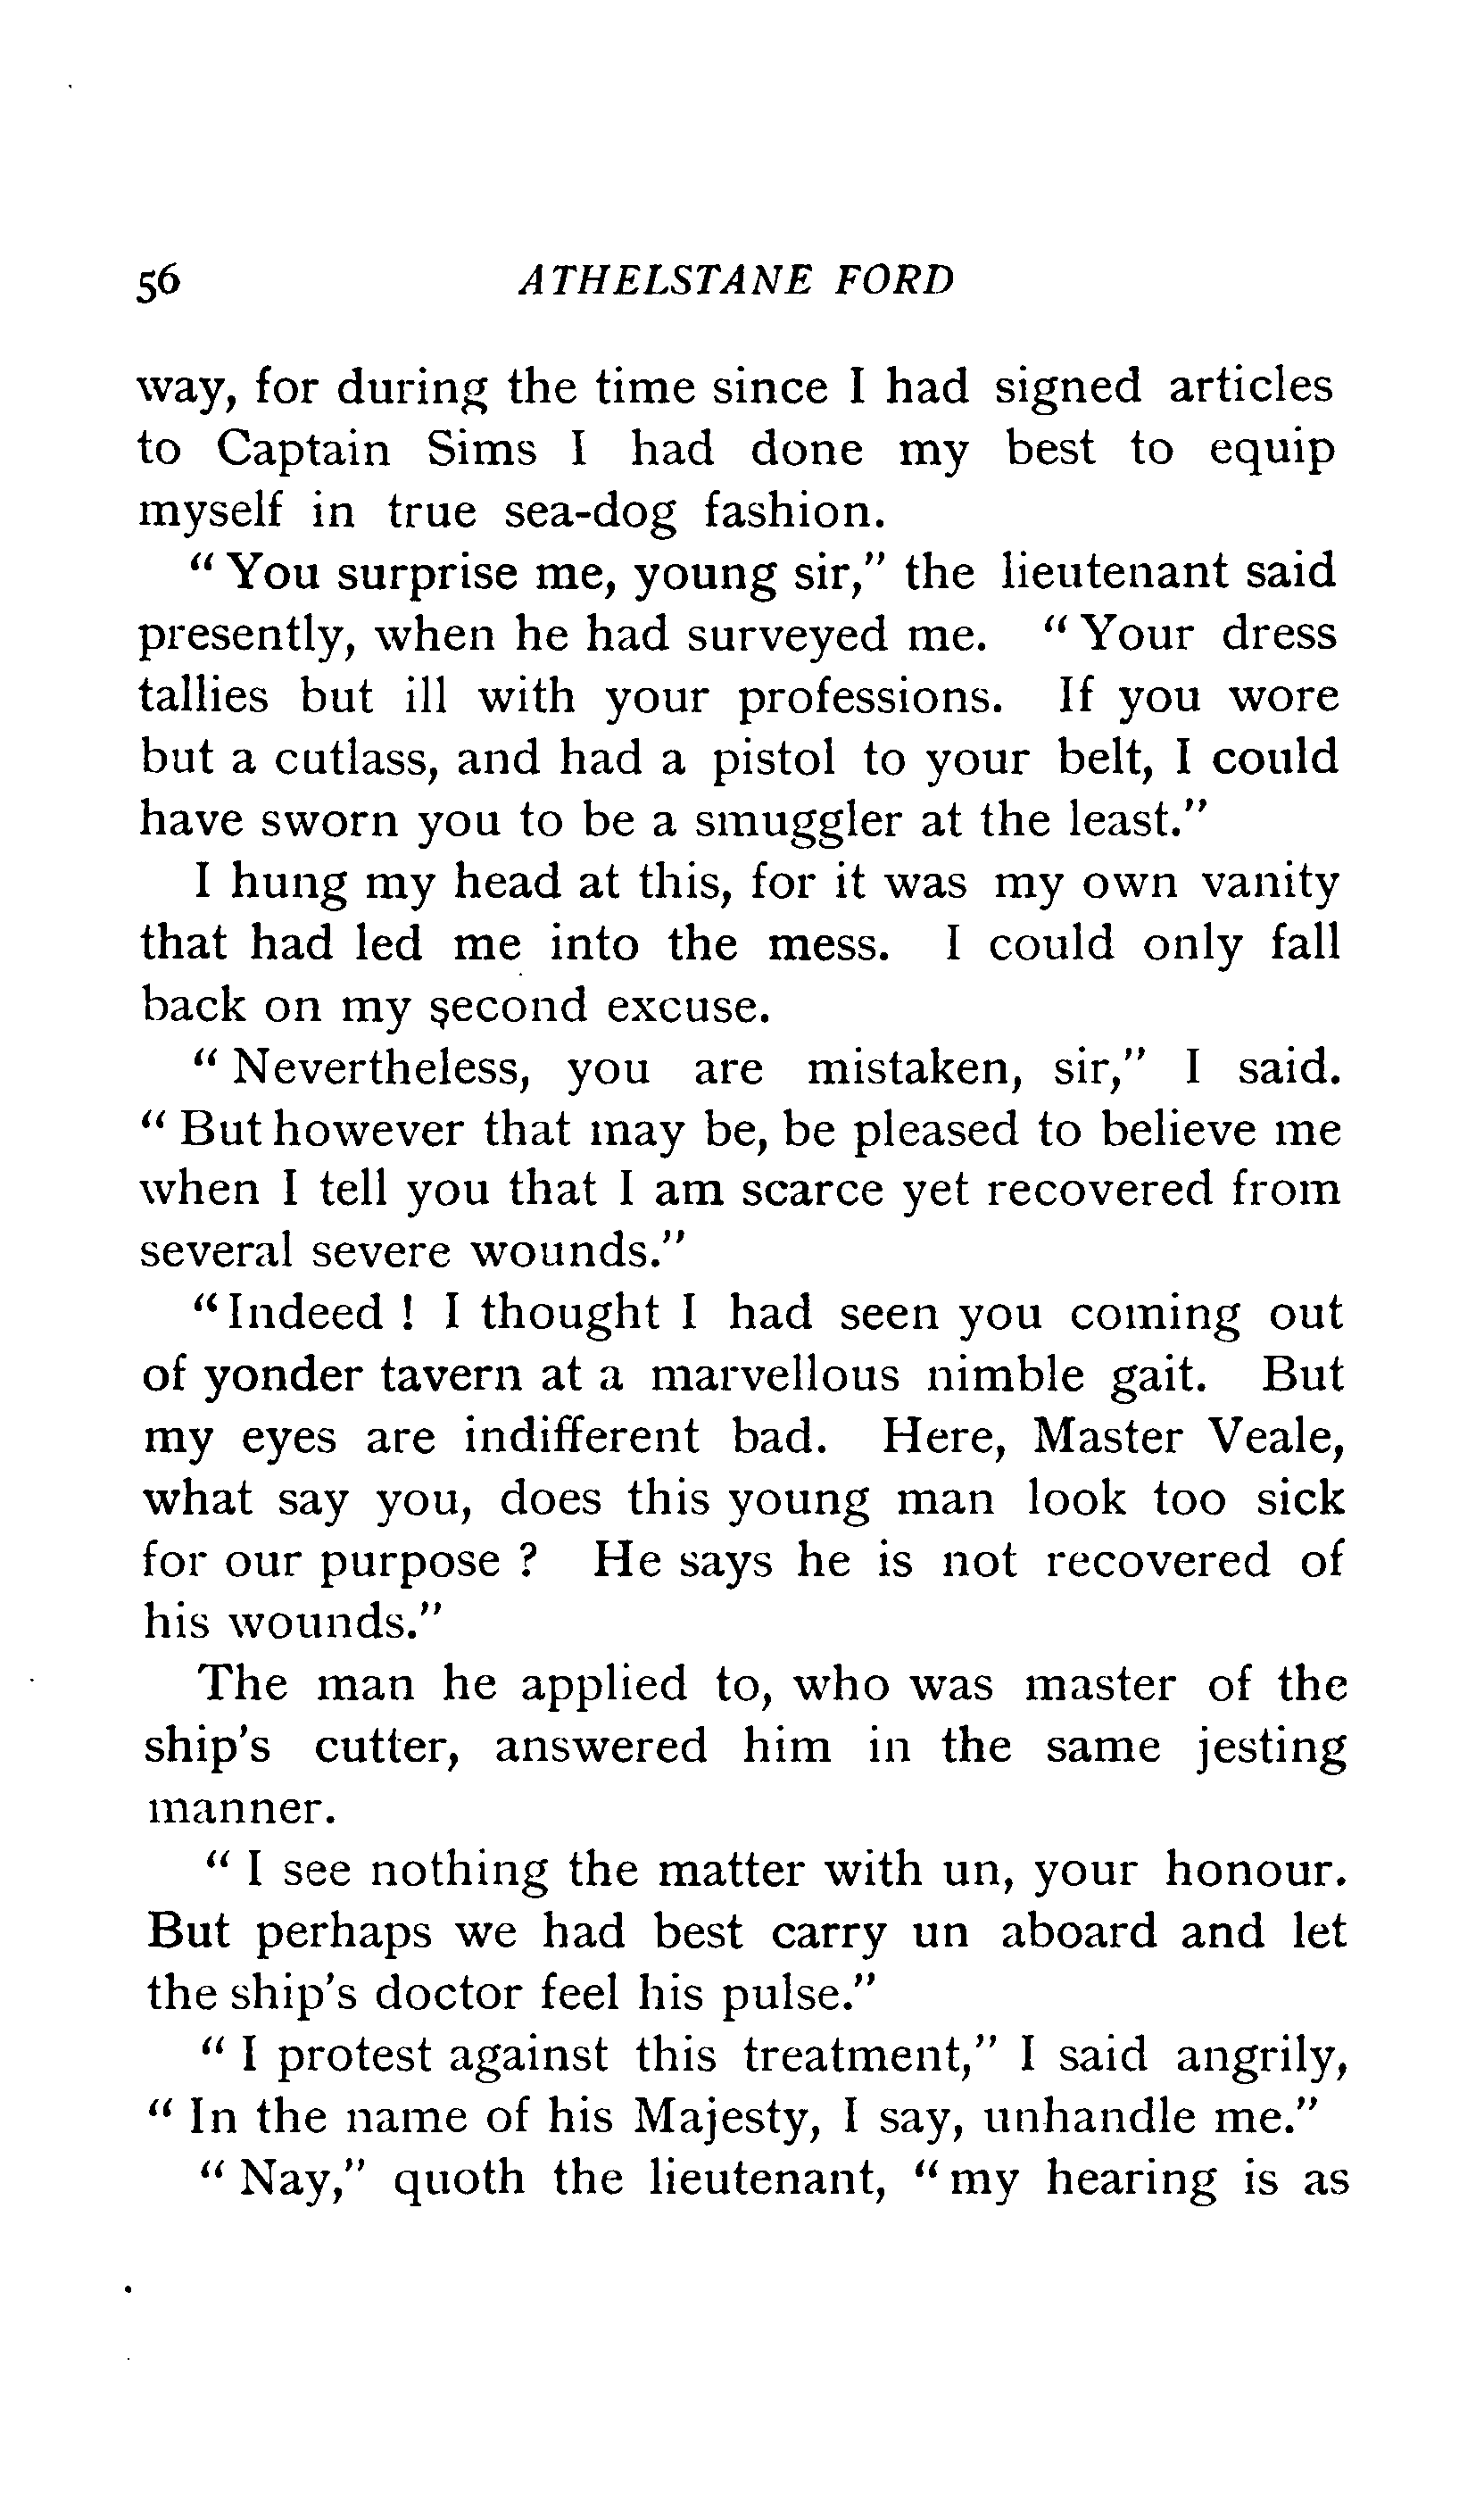 56 ATHELSTANE FORD
way, for during the time since I had signed articles
to Captain Sims I had done my best to equip
myself in true sea-dog fashion.
" You surprise me, young sir," the lieutenant said
presently, when he had surveyed me. " Your dress
tallies but ill with your professions. If you wore
but a cutlass, and had a pistol to your belt, I could
have sworn you to be a smuggler at the least."
I hung my head at this, for it was my own vanity
that had led me into the mess. I could only fall
back on my second excuse.
" Nevertheless, you are mistaken, sir," I said.
" But however that may be, be pleased to believe me
when I tell you that I am scarce yet recovered from
several severe wounds."
" Indeed ! I thought I had seen you coming out
of yonder tavern at a marvellous nimble gait. But
my eyes are indifferent bad. Here, Master Veale,
what say you, does this young man look too sick
for our purpose ? He says he is not recovered of
his wounds."
The man he applied to, who was master of the
ship's cutter, answered him in the same jesting
manner.
" I see nothing the matter with un, your honour.
But perhaps we had best carry un aboard and let
the ship's doctor feel his pulse."
" I protest against this treatment," I said angrily,
" In the name of his Majesty, I say, unhandle me."
" Nay," quoth the lieutenant, " my hearing is as